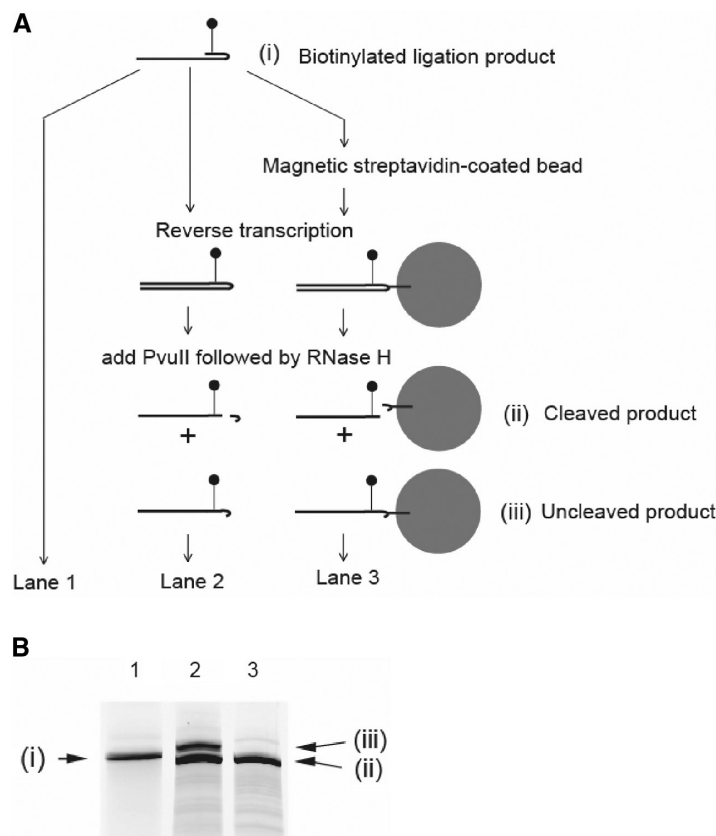 A
(i) Biotinylated ligation product
Magnetic streptavidin-coated bead
Reverse transcription
add PvuII followed by RNase H
(ii) Cleaved product
+ +
(iii) Uncleaved product
Lane 1 Lane 2 Lane 3
B
1 2 3
(i) (iii)
(ii)